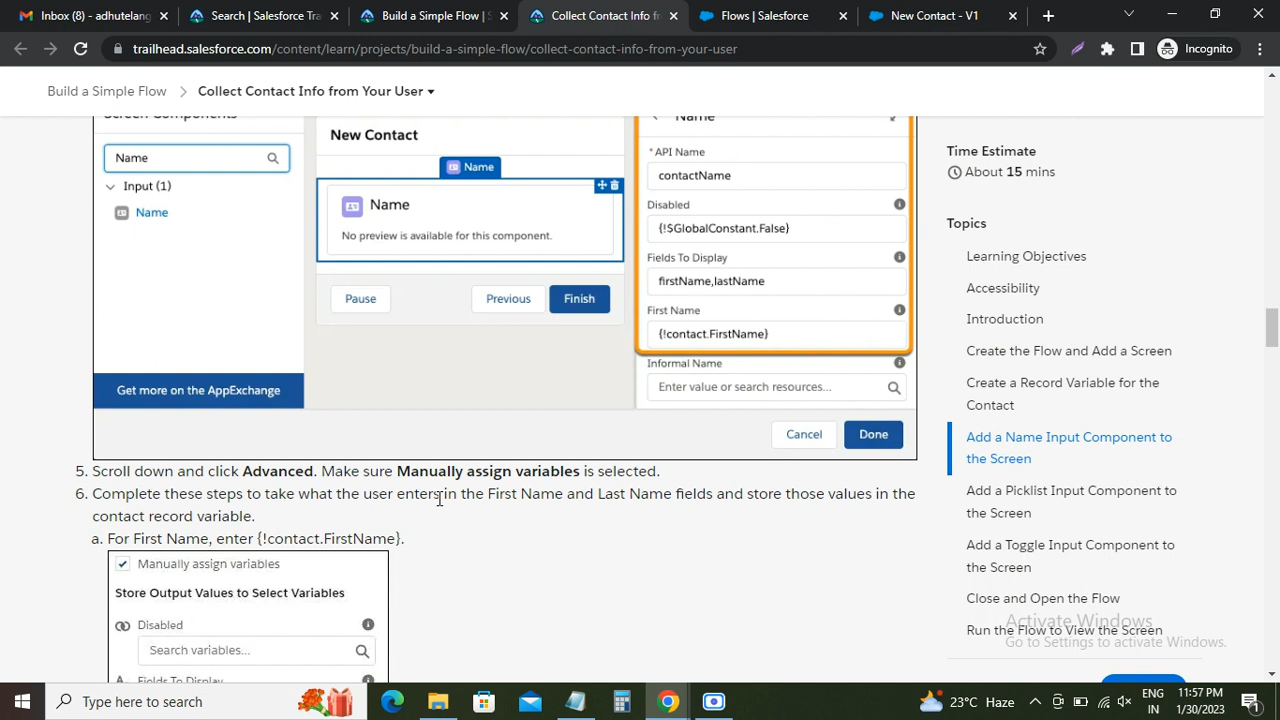 Inbox (8) - adhutelang
Search | Salesforce Tra
Build a Simple Flow | S
Collect Contact Info fro
Flows | Salesforce
New Contact - V1
trailhead.salesforce.com/content/learn/projects/build-a-simple-flow/collect-contact-info-from-your-user
Incognito
Build a Simple Flow
Collect Contact Info from Your User
Screen Components
Name
Input (1)
Name
Get more on the AppExchange
New Contact
Name
Name
No preview is available for this component.
Pause
Previous
Finish
Name
* API Name
contactName
Disabled
{!$GlobalConstant.False}
Fields To Display
firstName,lastName
First Name
{!contact.FirstName}
Informal Name
Enter value or search resources...
Cancel
Done
5. Scroll down and click Advanced. Make sure Manually assign variables is selected.
6. Complete these steps to take what the user enters in the First Name and Last Name fields and store those values in the
contact record variable.
a. For First Name, enter {!contact.FirstName}.
Manually assign variables
Store Output Values to Select Variables
Disabled
Search variables...
Fields To Display
Time Estimate
About 15 mins
Topics
Learning Objectives
Accessibility
Introduction
Create the Flow and Add a Screen
Create a Record Variable for the
Contact
Add a Name Input Component to
the Screen
Add a Picklist Input Component to
the Screen
Add a Toggle Input Component to
the Screen
Close and Open the Flow
Run the Flow to View the Screen
Activate Windows
Go to Settings to activate Windows.
Type here to search
23°C Haze
ENG
IN
11:57 PM
1/30/2023
1